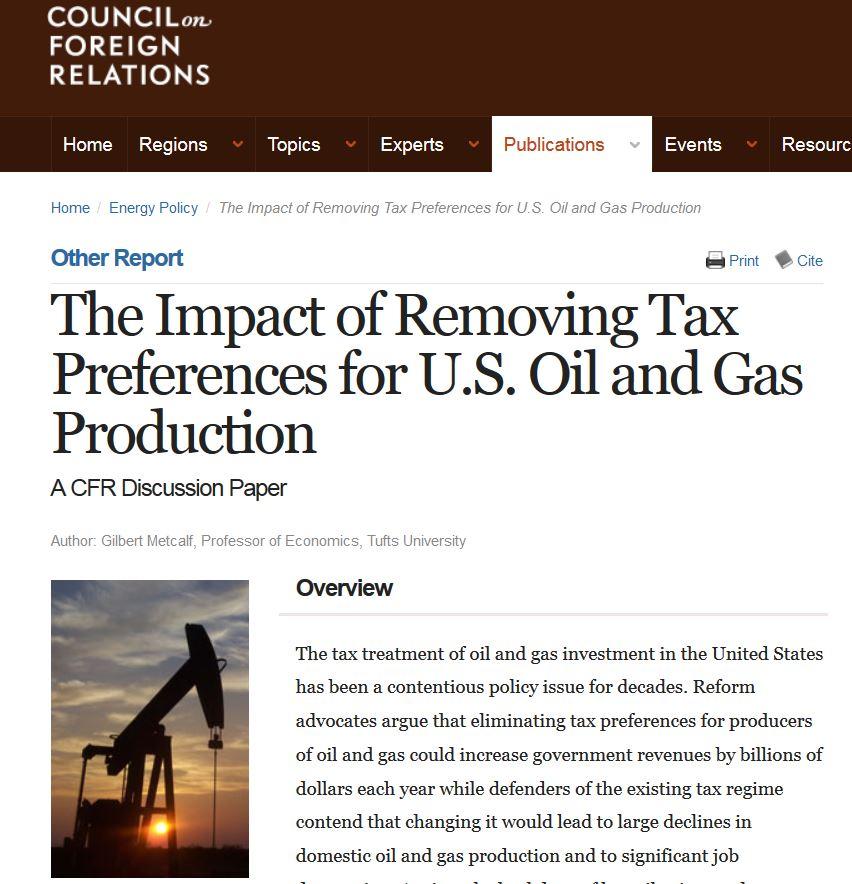 COUNCIL on
FOREIGN
RELATIONS
Home Regions Topics Experts Publications Events Resourc
Home / Energy Policy / The Impact of Removing Tax Preferences for U.S. Oil and Gas Production
Other Report
Print Cite
The Impact of Removing Tax
Preferences for U.S. Oil and Gas
Production
A CFR Discussion Paper
Author: Gilbert Metcalf, Professor of Economics, Tufts University
Overview
The tax treatment of oil and gas investment in the United States
has been a contentious policy issue for decades. Reform
advocates argue that eliminating tax preferences for producers
of oil and gas could increase government revenues by billions of
dollars each year while defenders of the existing tax regime
contend that changing it would lead to large declines in
domestic oil and gas production and to significant job